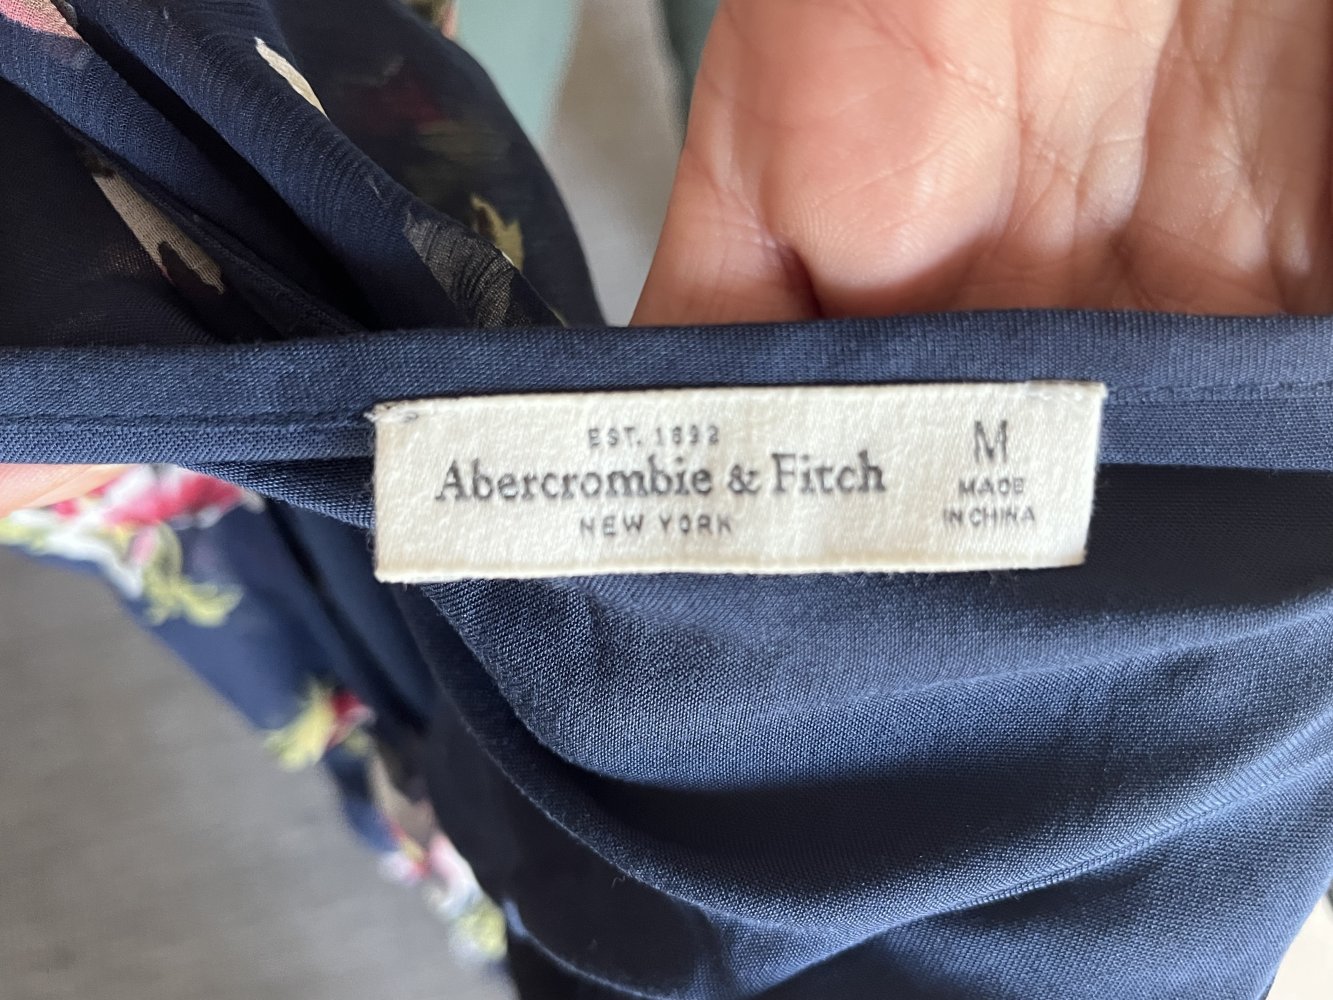 EST. 1892
Abercrombie & Fitch
NEW YORK
M
MADE
IN CHINA